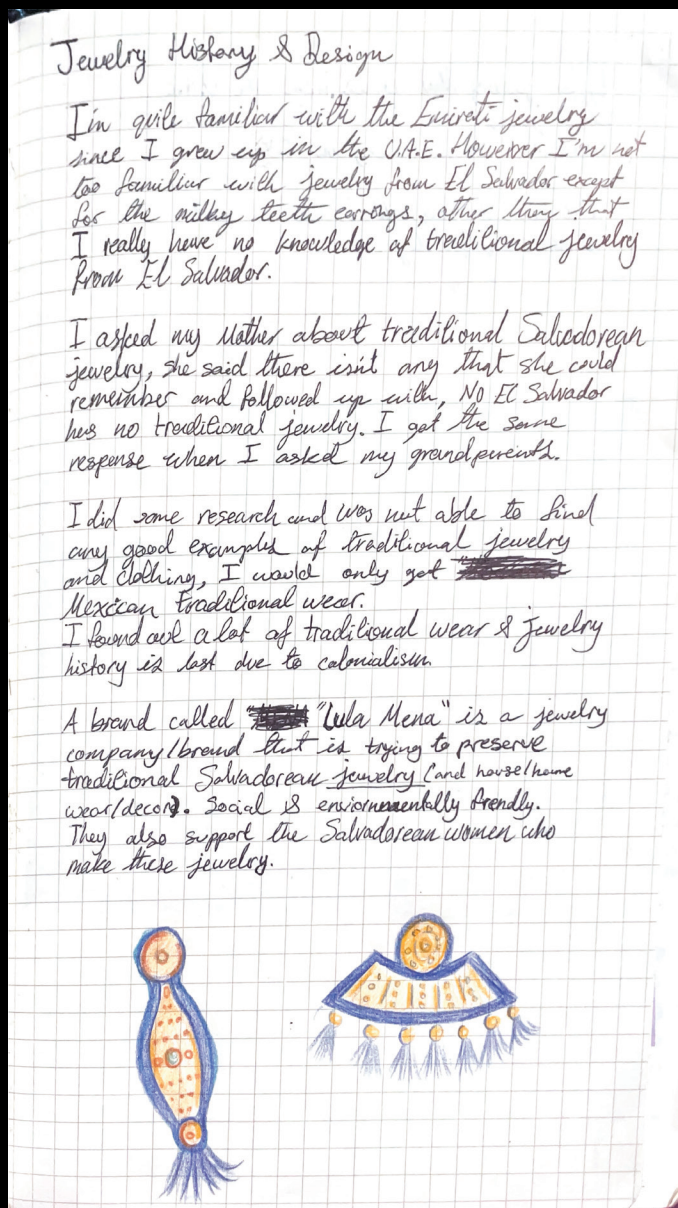 Jewelry History & Design
I'm quite familiar with the Emirati jewelry
since I grew up in the U.A.E. However I'm not
too familiar with jewelry from El Salvador except
for the milky teeth earrings, other than that
I really have no knowledge of traditional jewelry
from El Salvador.
I asked my Mother about traditional Salvadorean
jewelry, she said there isn't any that she could
remember and followed up with, NO El Salvador
has no traditional jewelry. I got the same
response when I asked my grandparents.
I did some research and was not able to find
any good examples of traditional jewelry
and clothing, I would only get
Mexican traditional wear.
I found out a lot of traditional wear & jewelry
history is lost due to colonialism.
A brand called "Lula Mena" is a jewelry
company/brand that is trying to preserve
traditional Salvadorean jewelry (and house/home
wear/decor). Social & enviornmentally frendly.
They also support the Salvadorean women who
make these jewelry.